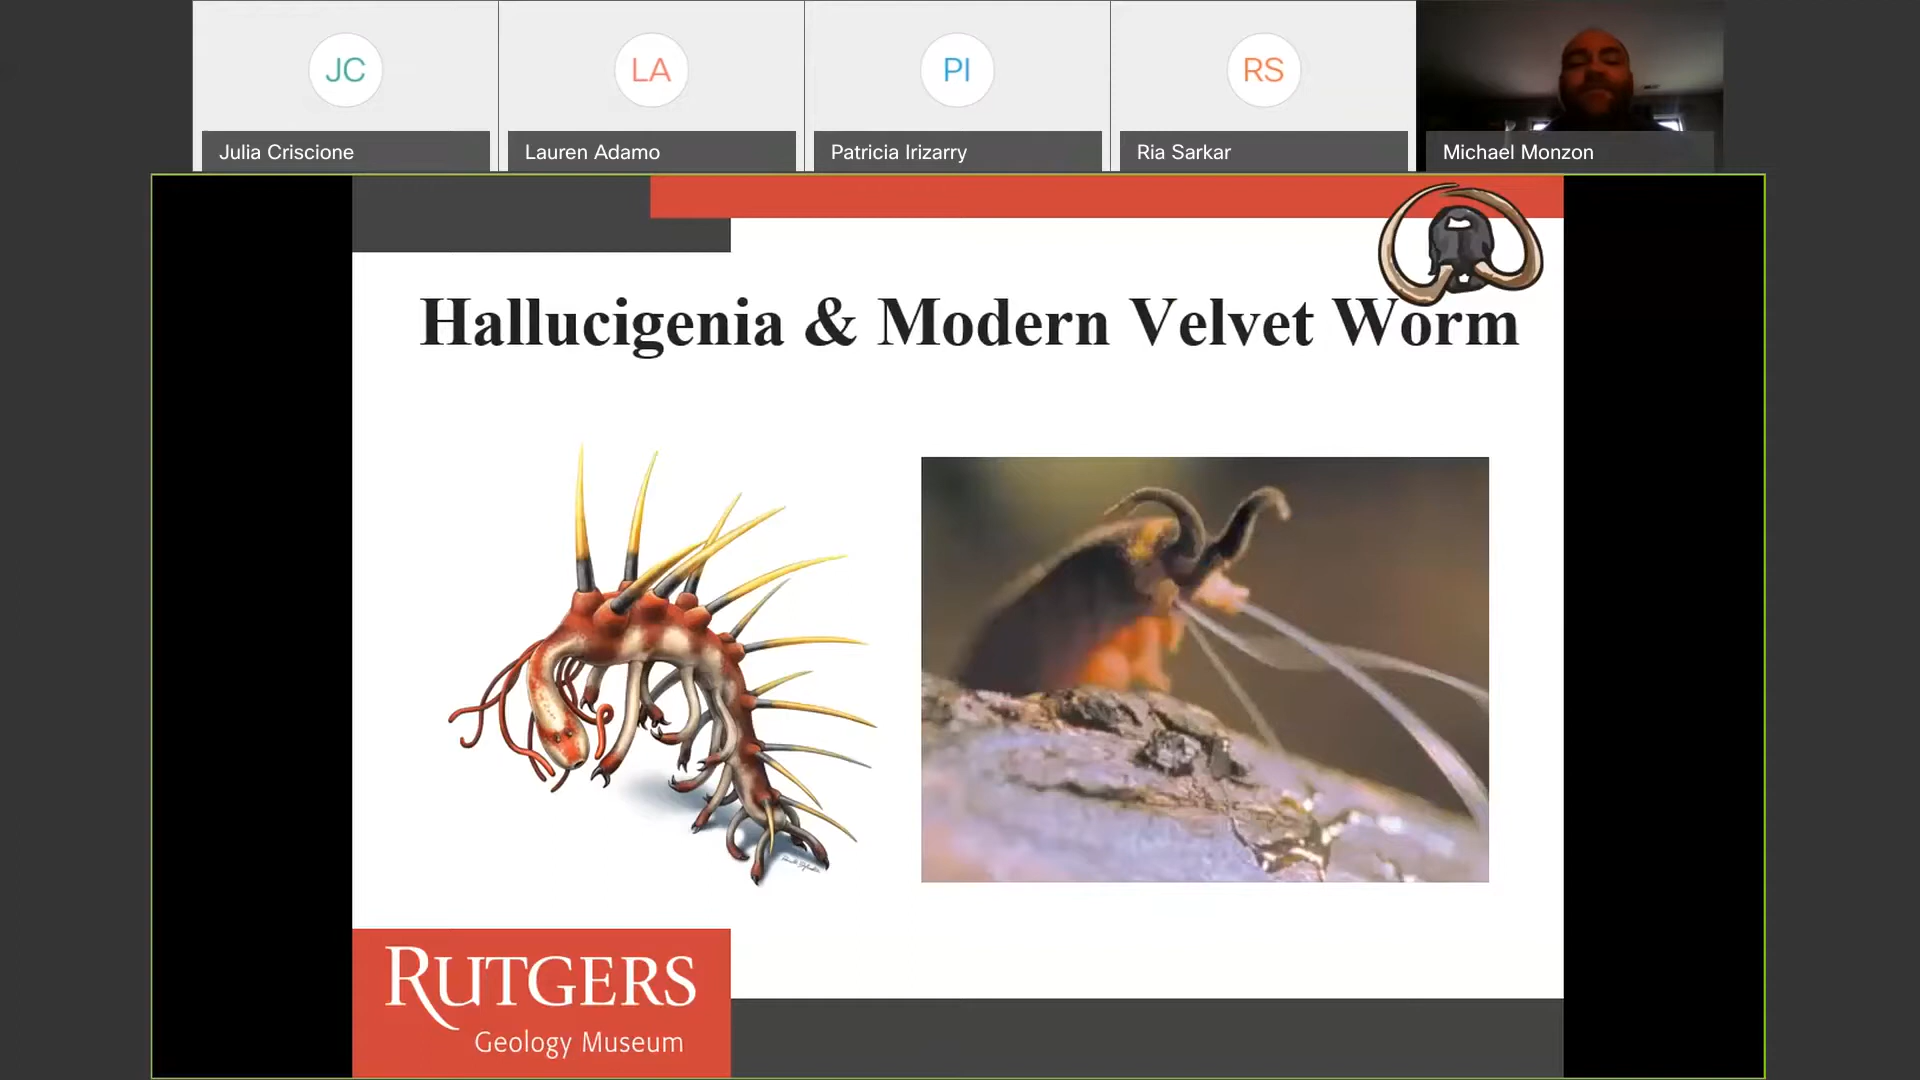 JC
LA
PI
RS
Julia Criscione
Lauren Adamo
Patricia Irizarry
Ria Sarkar
Michael Monzon
Hallucigenia & Modern Velvet Worm
RUTGERS
Geology Museum